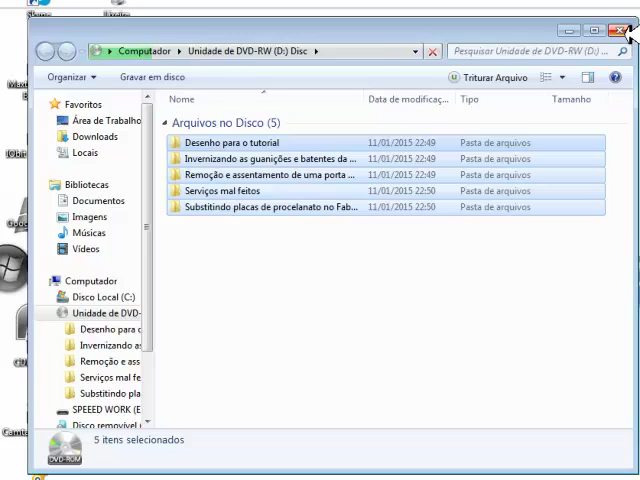 Computador
Unidade de DVD-RW (D:) Disc
Pesquisar Unidade de DVD-RW (D:) ...
Organizar
Gravar em disco
Triturar Arquivo
Nome
Data de modificaç...
Tipo
Tamanho
Arquivos no Disco (5)
Desenho para o tutorial 11/01/2015 22:49 Pasta de arquivos
Invernizando as guanições e batentes da ... 11/01/2015 22:49 Pasta de arquivos
Remoção e assentamento de uma porta ... 11/01/2015 22:49 Pasta de arquivos
Serviços mal feitos 11/01/2015 22:50 Pasta de arquivos
Substitindo placas de procelanato no Fab... 11/01/2015 22:50 Pasta de arquivos
Favoritos
Área de Trabalho
Downloads
Locais
Bibliotecas
Documentos
Imagens
Músicas
Vídeos
Computador
Disco Local (C:)
Unidade de DVD-
Desenho para o
Invernizando as
Remoção e ass
Serviços mal fe
Substitindo pla
SPEEED WORK (E
Disco removível
5 itens selecionados
DVD-ROM